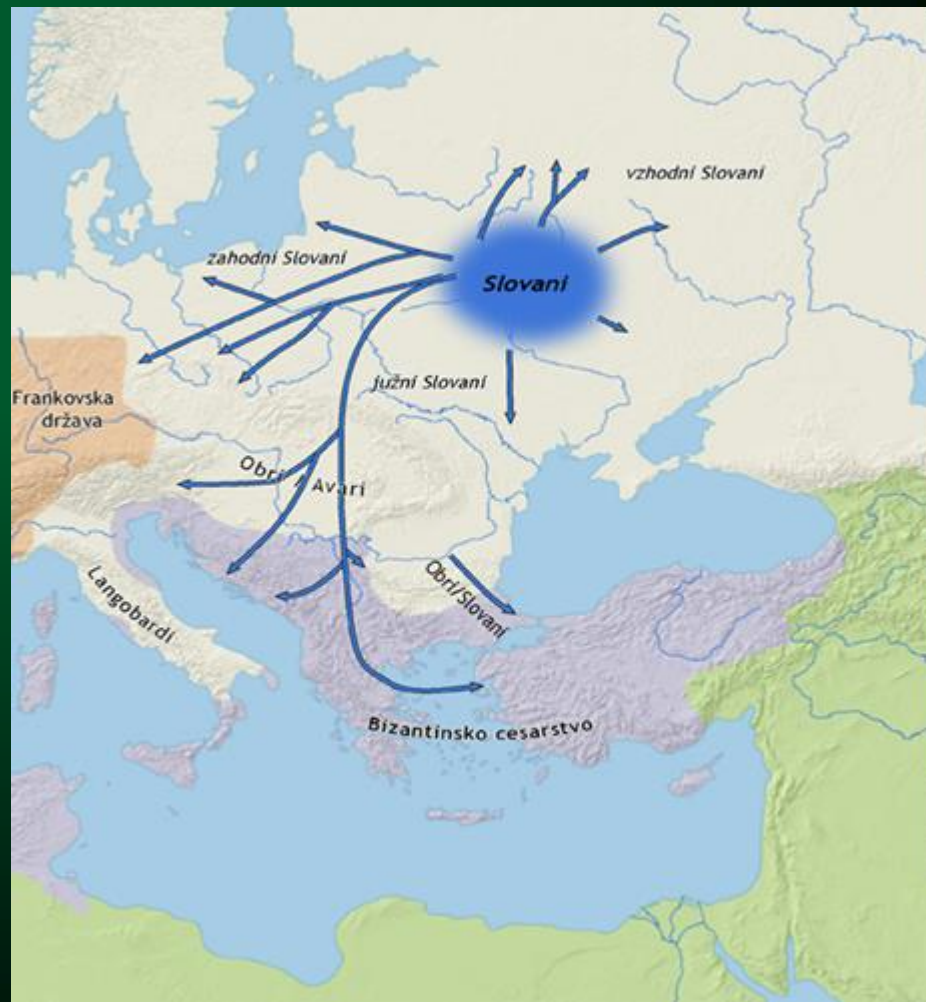 vzhodni Slovani
zahodni Slovani
Slovani
južni Slovani
Frankovska
država
Obri
Avari
Obri/Slovani
Langobardi
Bizantinsko cesarstvo